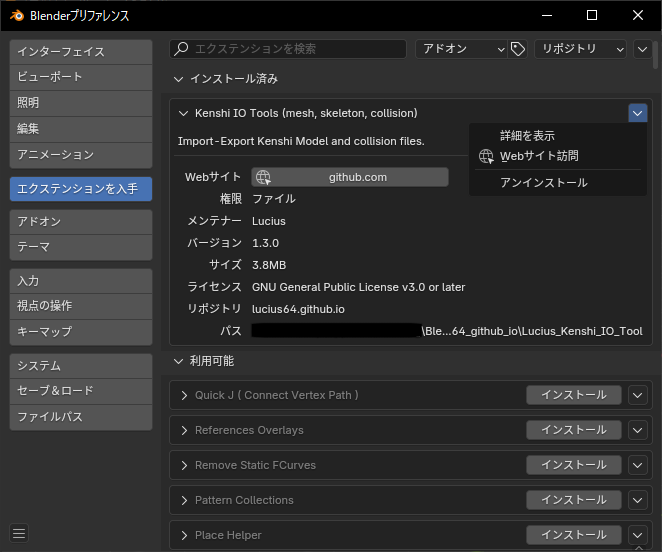 Blenderプリファレンス
インターフェイス
ビューポート
照明
編集
アニメーション
エクステンションを入手
アドオン
テーマ
入力
視点の操作
キーマップ
システム
セーブ＆ロード
ファイルパス
エクステンションを検索
アドオン
リポジトリ
インストール済み
Kenshi IO Tools (mesh, skeleton, collision)
Import-Export Kenshi Model and collision files.
詳細を表示
Webサイト訪問
アンインストール
Webサイト github.com
権限 ファイル
メンテナー Lucius
バージョン 1.3.0
サイズ 3.8MB
ライセンス GNU General Public License v3.0 or later
リポジトリ lucius64.github.io
パス \Ble...64_github_io\Lucius_Kenshi_IO_Tool
利用可能
Quick J ( Connect Vertex Path ) インストール
References Overlays インストール
Remove Static FCurves インストール
Pattern Collections インストール
Place Helper インストール